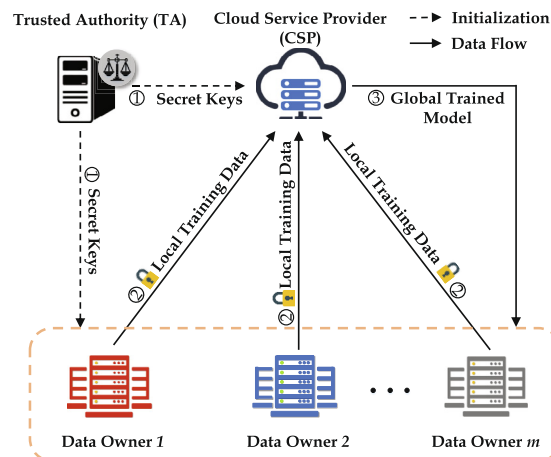 Trusted Authority (TA)
Cloud Service Provider
(CSP)
Initialization
Data Flow
① Secret Keys
③ Global Trained
Model
① Secret Keys
② Local Training Data
② Local Training Data
Local Training Data ②
Data Owner 1
Data Owner 2
• • •
Data Owner m